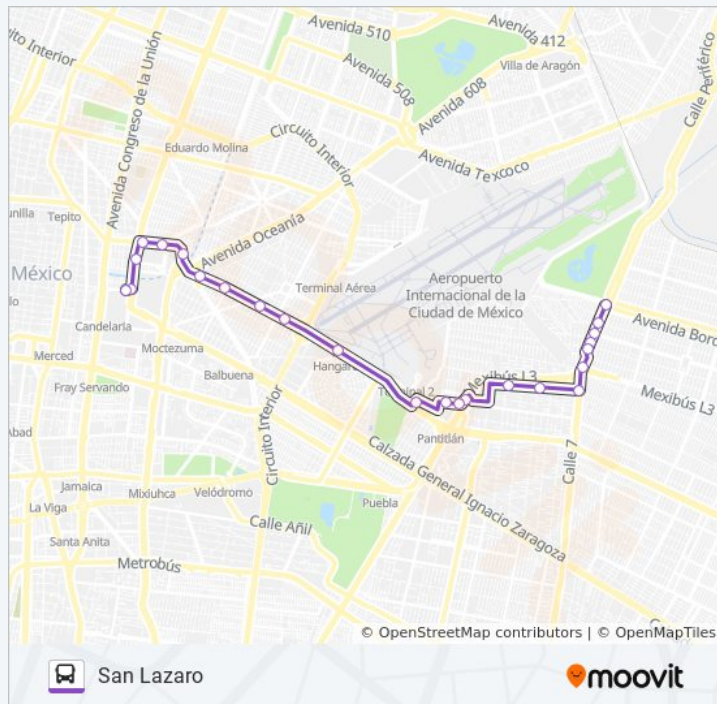 Avenida 510
Avenida 412
Circuito Interior
Villa de Aragón
Avenida 508
Avenida 608
Calle Periférico
Avenida Congreso de la Unión
Circuito Interior
Eduardo Molina
Avenida Texcoco
Tepito
Avenida Oceanía
México
Terminal Aérea
Aeropuerto
Internacional de la
Ciudad de México
Candelaria
Avenida Bord
Merced
Moctezuma
Hangar
Mexibús L3
Balbuena
Fray Servando
Terminal 2
Mexibús L3
Abad
Circuito Interior
Pantitlán
Calle 7
Calzada General Ignacio Zaragoza
Jamaica
Mixiuhca
Velódromo
Puebla
La Viga
Calle Añil
Santa Anita
Metrobús
© OpenStreetMap contributors | © OpenMapTiles
San Lazaro
moovit